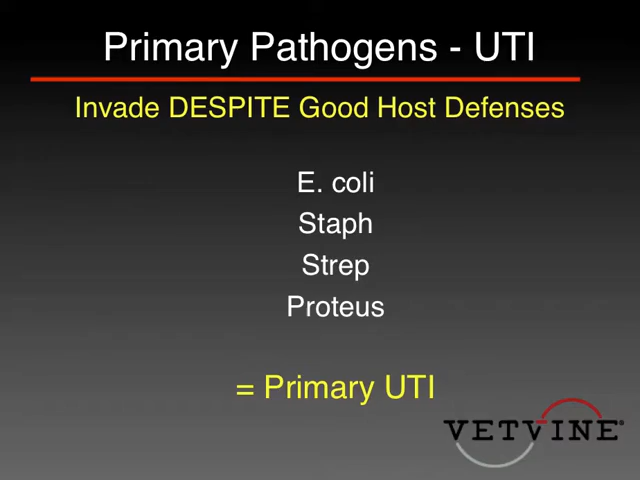 Primary Pathogens - UTI
Invade DESPITE Good Host Defenses
E. coli
Staph
Strep
Proteus
= Primary UTI
VETVINE®